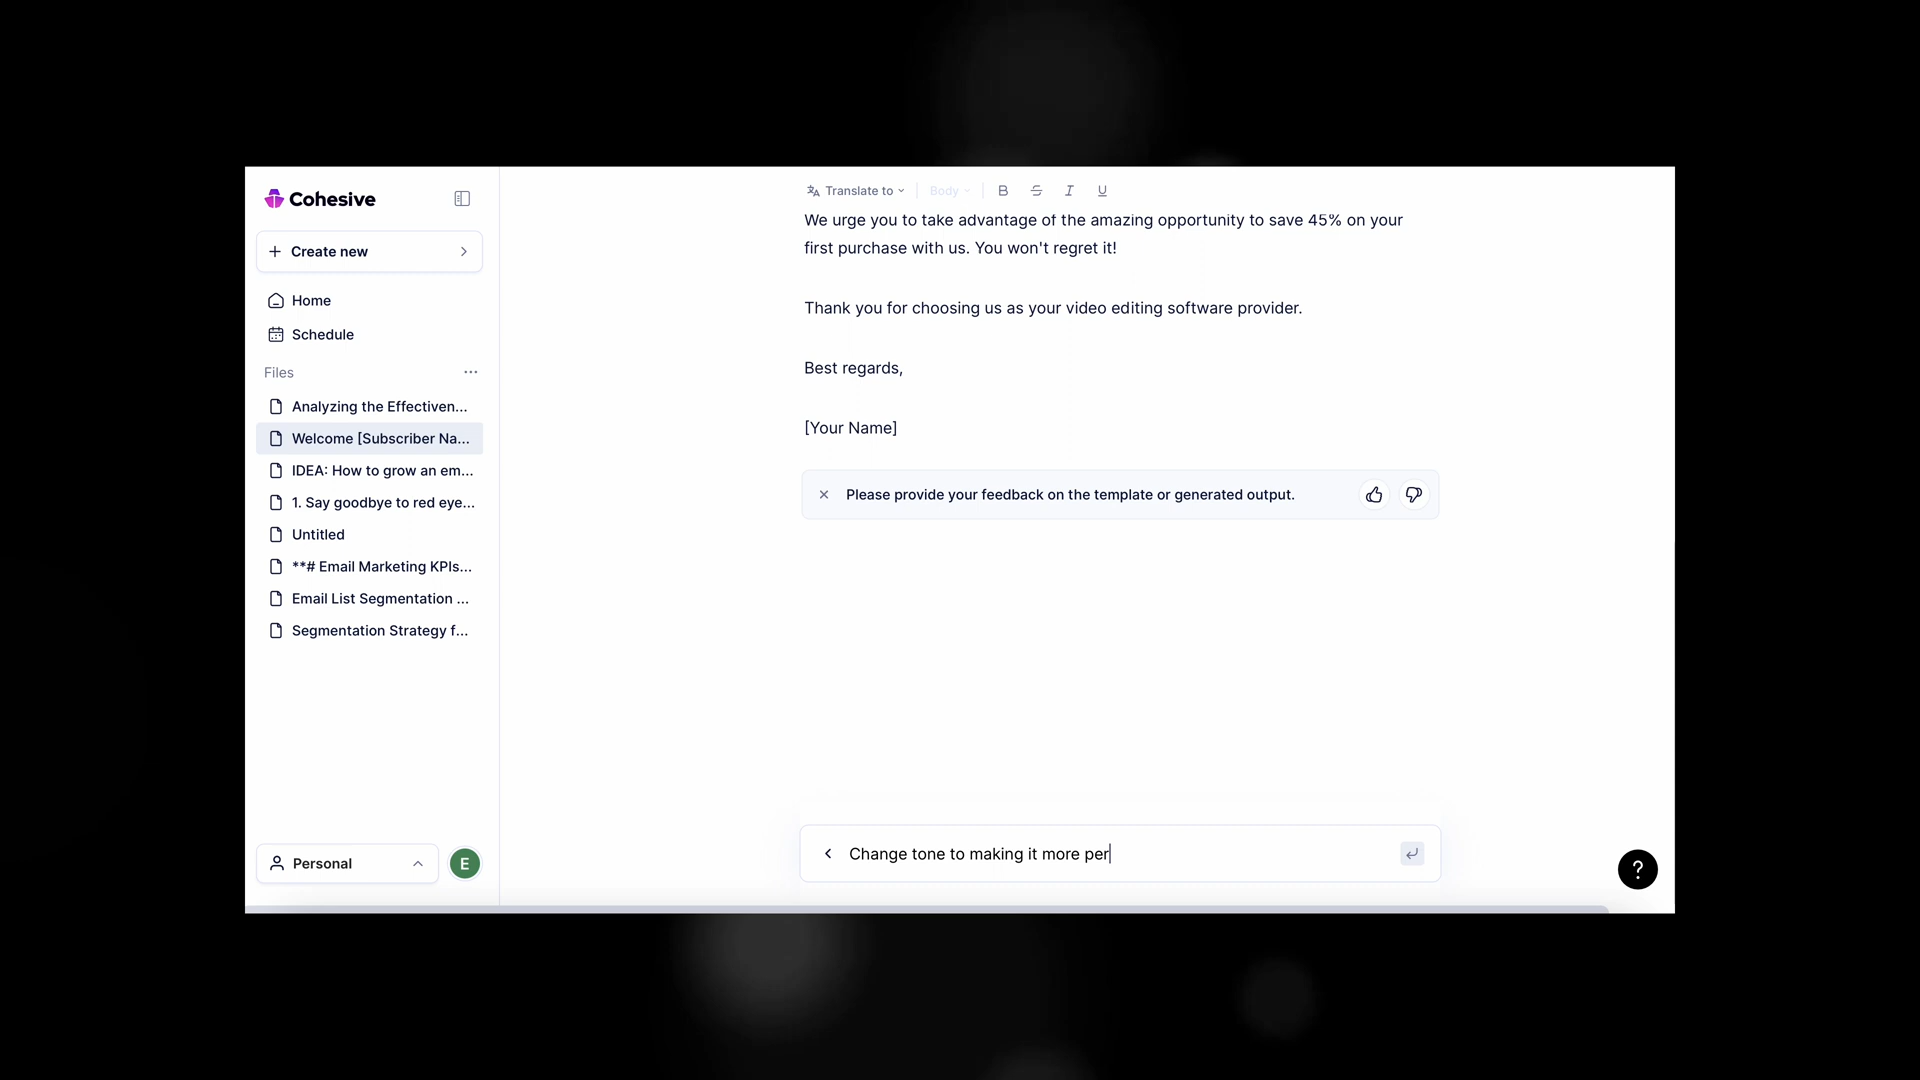 Cohesive
Create new
Home
Schedule
Files
Analyzing the Effectiven...
Welcome [Subscriber Na...
IDEA: How to grow an em...
1. Say goodbye to red eye...
Untitled
**# Email Marketing KPIs...
Email List Segmentation ...
Segmentation Strategy f...
Personal
E
Translate to
Body
B S I U
We urge you to take advantage of the amazing opportunity to save 45% on your
first purchase with us. You won't regret it!
Thank you for choosing us as your video editing software provider.
Best regards,
[Your Name]
Please provide your feedback on the template or generated output.
Change tone to making it more per
?